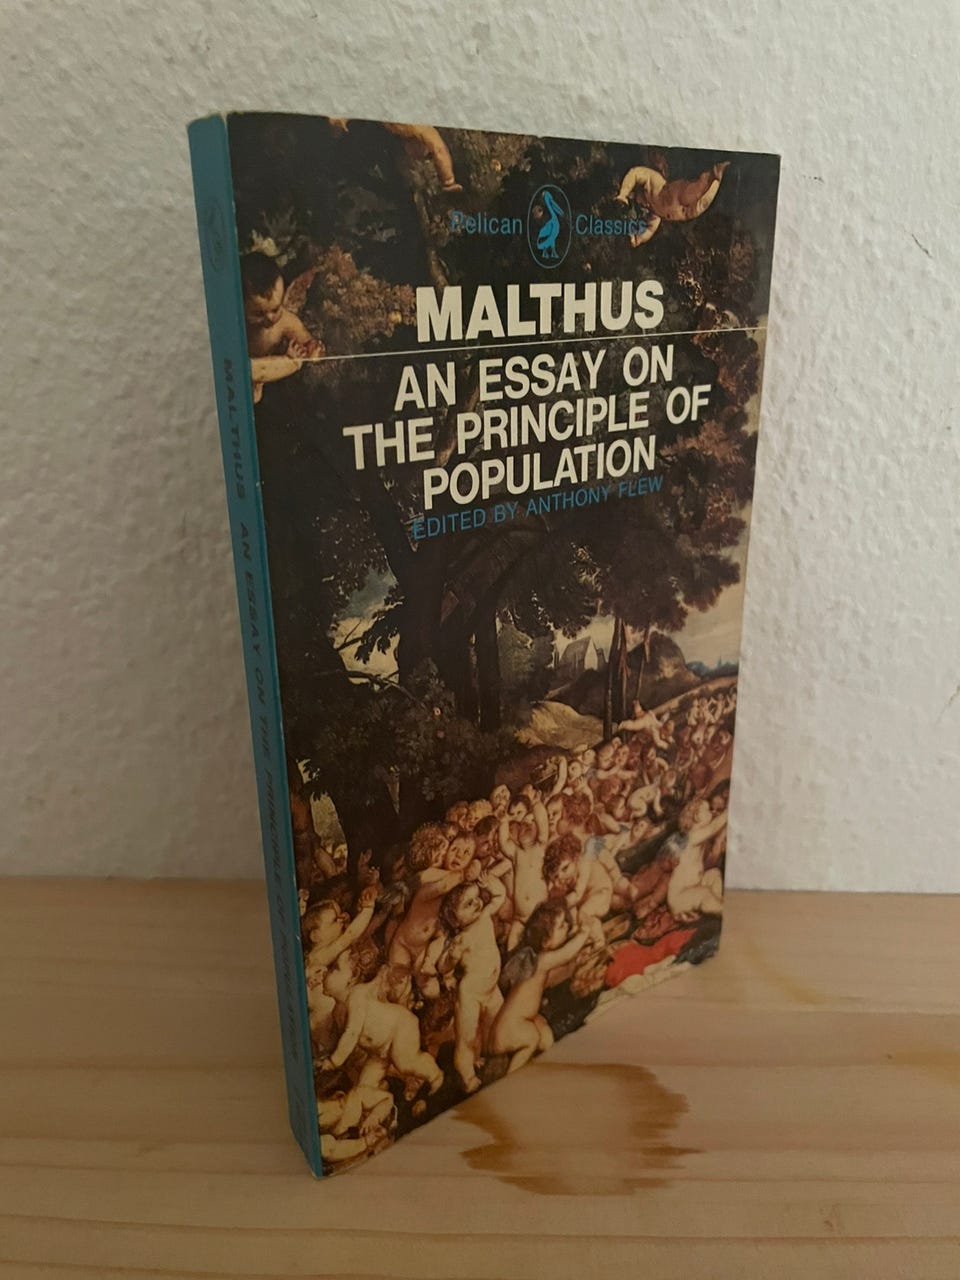 Pelican Classics
MALTHUS
AN ESSAY ON
THE PRINCIPLE OF
POPULATION
EDITED BY ANTHONY FLEW
MALTHUS AN ESSAY ON THE PRINCIPLE OF POPULATION